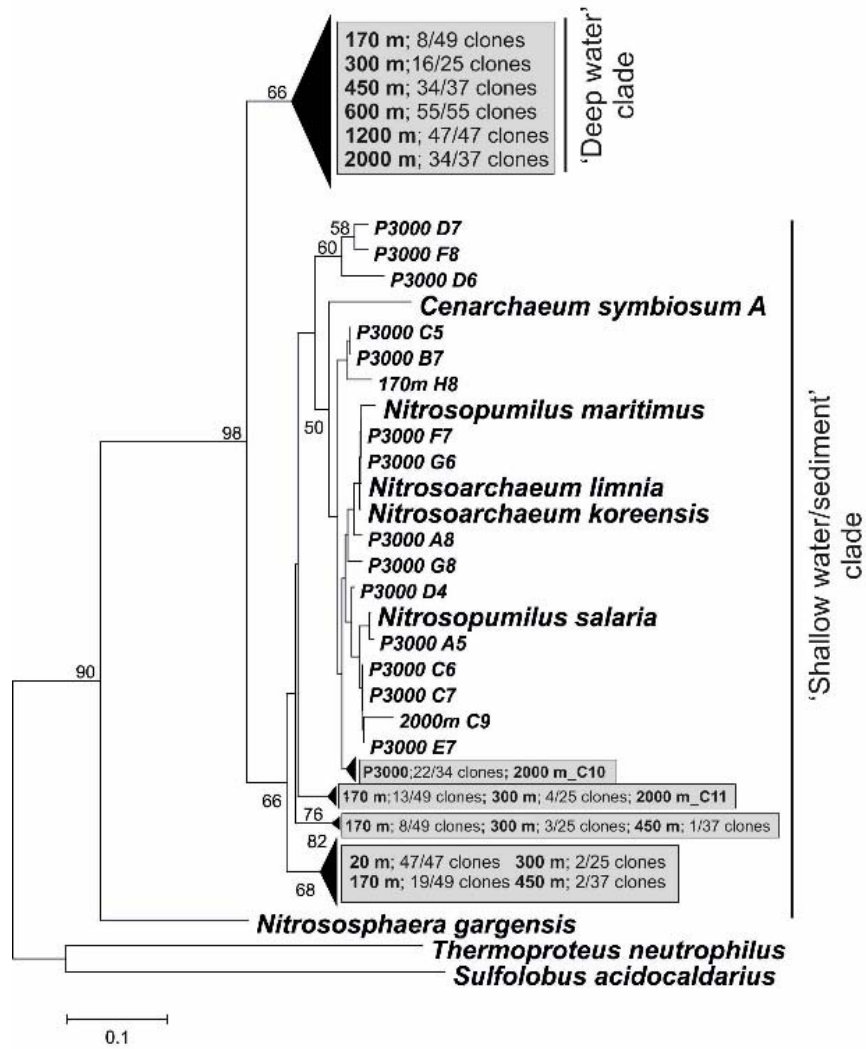 66
170 m; 8/49 clones
300 m;16/25 clones
450 m; 34/37 clones
600 m; 55/55 clones
1200 m; 47/47 clones
2000 m; 34/37 clones
'Deep water'
clade
58
P3000 D7
60
P3000 F8
P3000 D6
Cenarchaeum symbiosum A
P3000 C5
P3000 B7
170m H8
Nitrosopumilus maritimus
50
P3000 F7
98
P3000 G6
Nitrosoarchaeum limnia
Nitrosoarchaeum koreensis
P3000 A8
P3000 G8
P3000 D4
Nitrosopumilus salaria
P3000 A5
90
P3000 C6
P3000 C7
2000m C9
P3000 E7
P3000;22/34 clones; 2000 m_C10
66
170 m;13/49 clones; 300 m; 4/25 clones; 2000 m_C11
76
170 m; 8/49 clones; 300 m; 3/25 clones; 450 m; 1/37 clones
82
20 m; 47/47 clones 300 m; 2/25 clones
170 m; 19/49 clones 450 m; 2/37 clones
68
'Shallow water/sediment'
clade
Nitrososphaera gargensis
Thermoproteus neutrophilus
Sulfolobus acidocaldarius
0.1